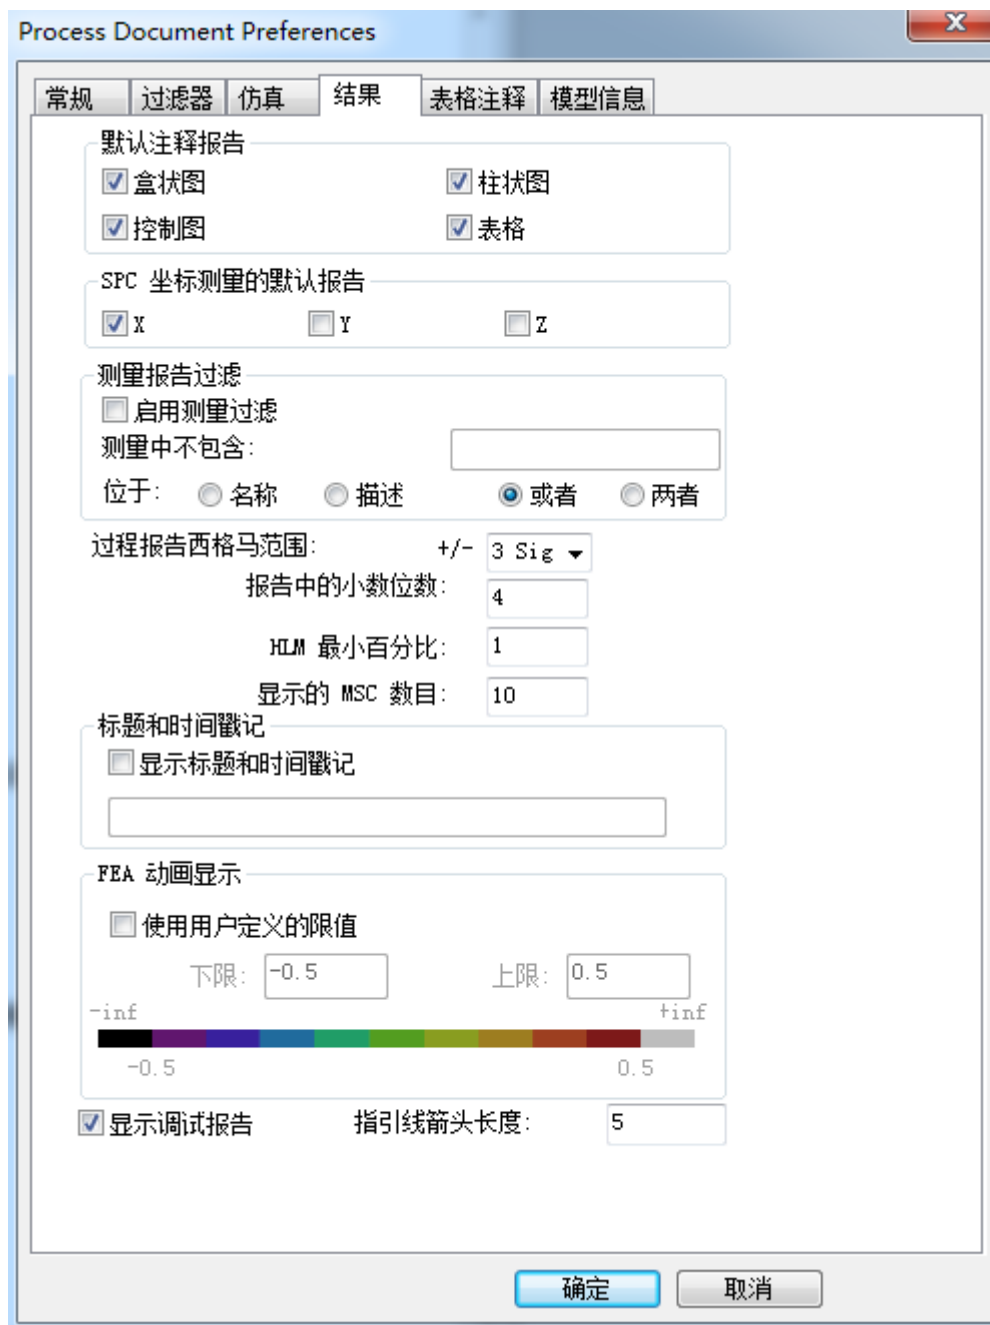 Process Document Preferences
常规 过滤器 仿真 结果 表格注释 模型信息
默认注释报告
盒状图 柱状图
控制图 表格
SPC 坐标测量的默认报告
X Y Z
测量报告过滤
启用测量过滤
测量中不包含:
位于: 名称 描述 或者 两者
过程报告西格马范围: +/- 3 Sig
报告中的小数位数: 4
HLM 最小百分比: 1
显示的 MSC 数目: 10
标题和时间戳记
显示标题和时间戳记
FEA 动画显示
使用用户定义的限值
下限: -0.5 上限: 0.5
-inf +inf
-0.5 0.5
显示调试报告 指引线箭头长度: 5
确定 取消